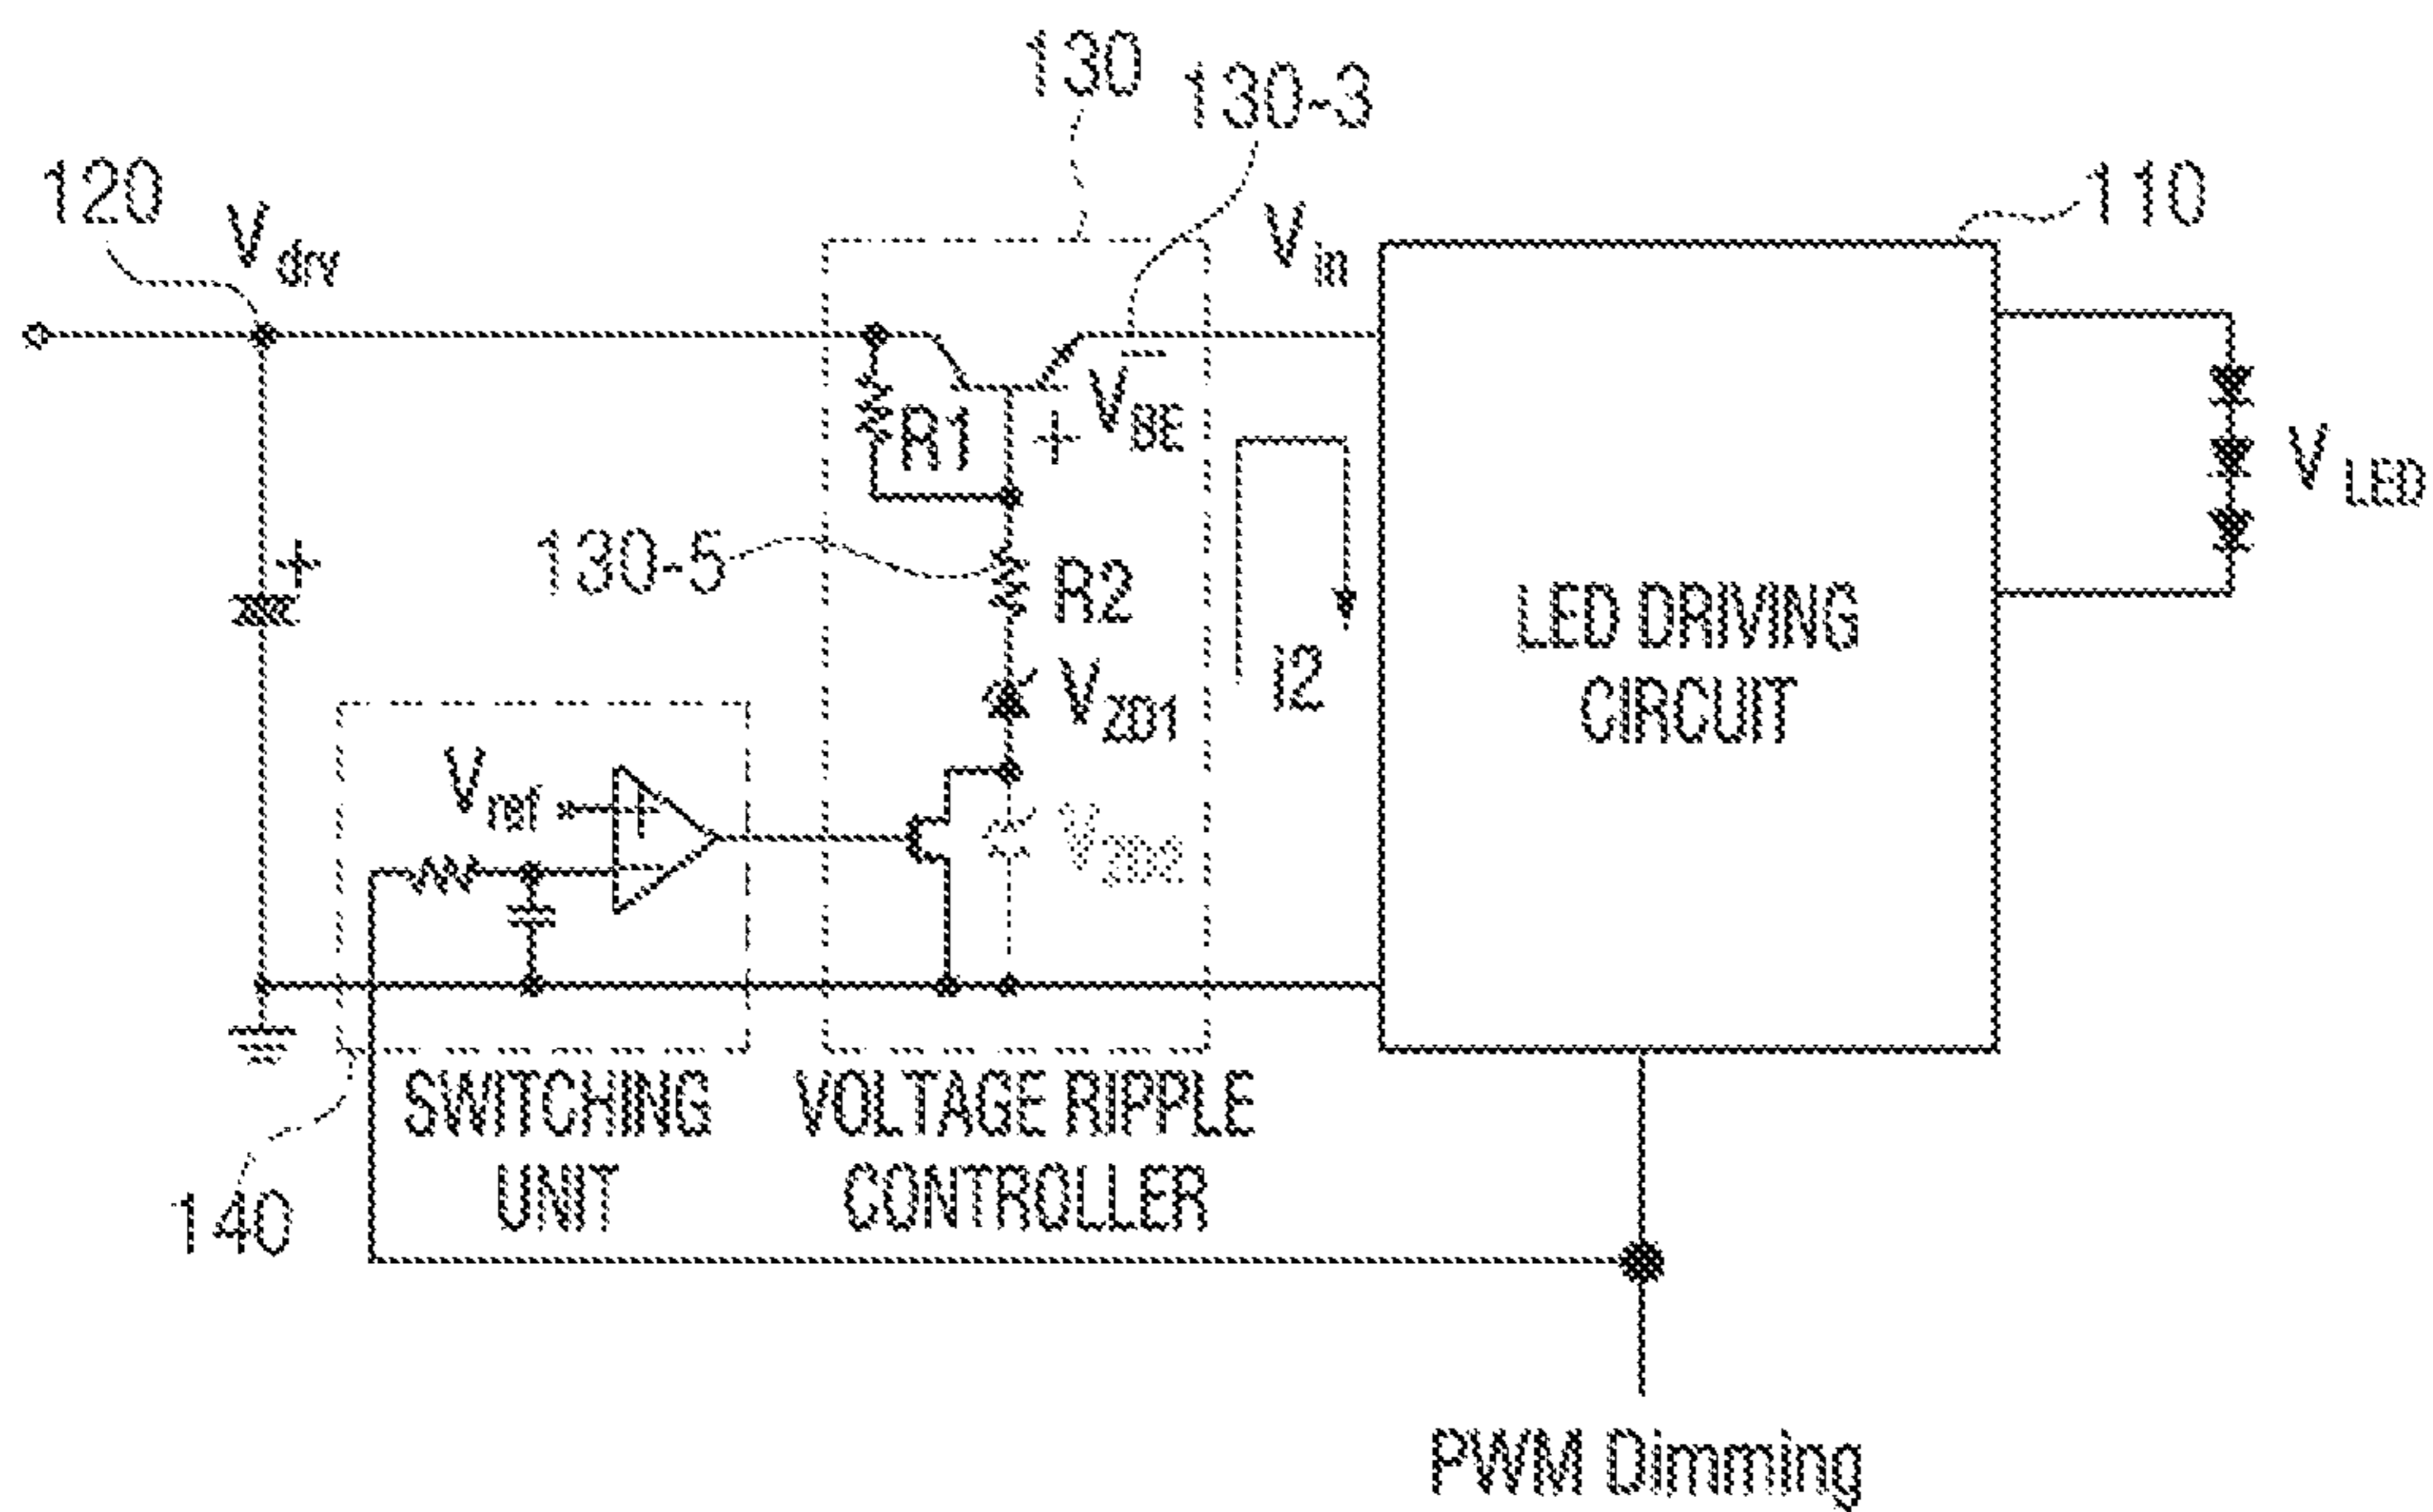 130
130-3
120
Vdrv
Vin
110
R1
+
VBE
−
VLED
130-5
+
R2
LED DRIVING
CIRCUIT
i2
VZD1
Vref
+
−
VZD2
SWITCHING
UNIT
VOLTAGE RIPPLE
CONTROLLER
140
PWM Dimming